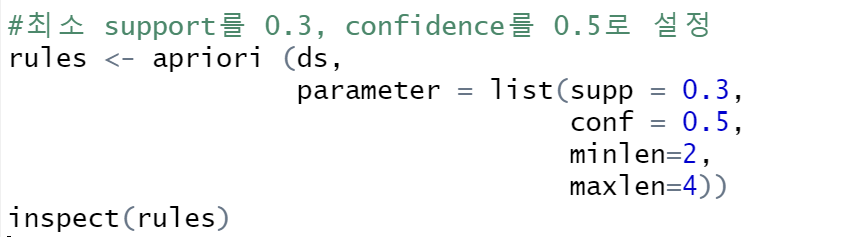 #최소 support를 0.3, confidence를 0.5로 설정
rules <- apriori (ds,
parameter = list(supp = 0.3,
conf = 0.5,
minlen=2,
maxlen=4))
inspect(rules)